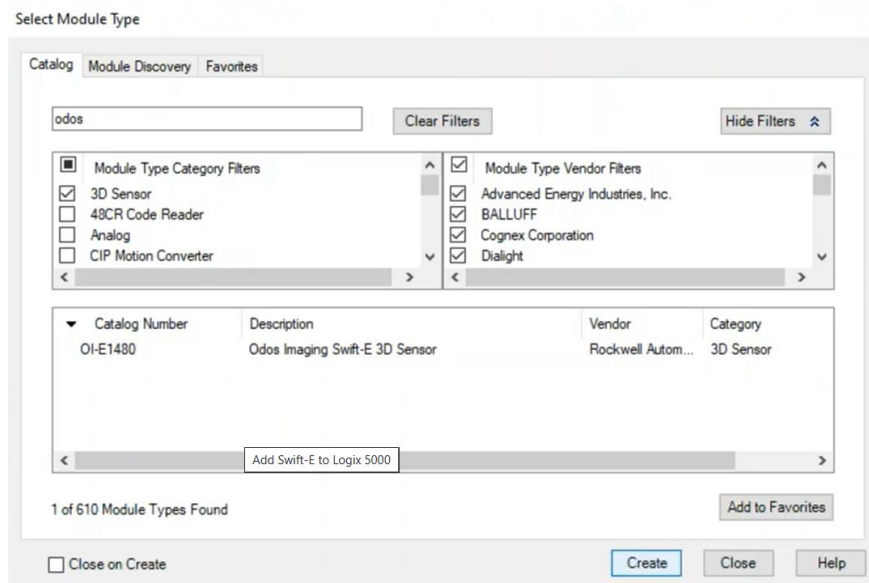 Select Module Type
Catalog Module Discovery Favorites
odos
Clear Filters
Hide Filters
Module Type Category Filters
3D Sensor
48CR Code Reader
Analog
CIP Motion Converter
Module Type Vendor Filters
Advanced Energy Industries, Inc.
BALLUFF
Cognex Corporation
Dialight
Catalog Number Description Vendor Category
OI-E1480 Odos Imaging Swift-E 3D Sensor Rockwell Autom... 3D Sensor
Add Swift-E to Logix 5000
1 of 610 Module Types Found
Add to Favorites
Close on Create
Create Close Help